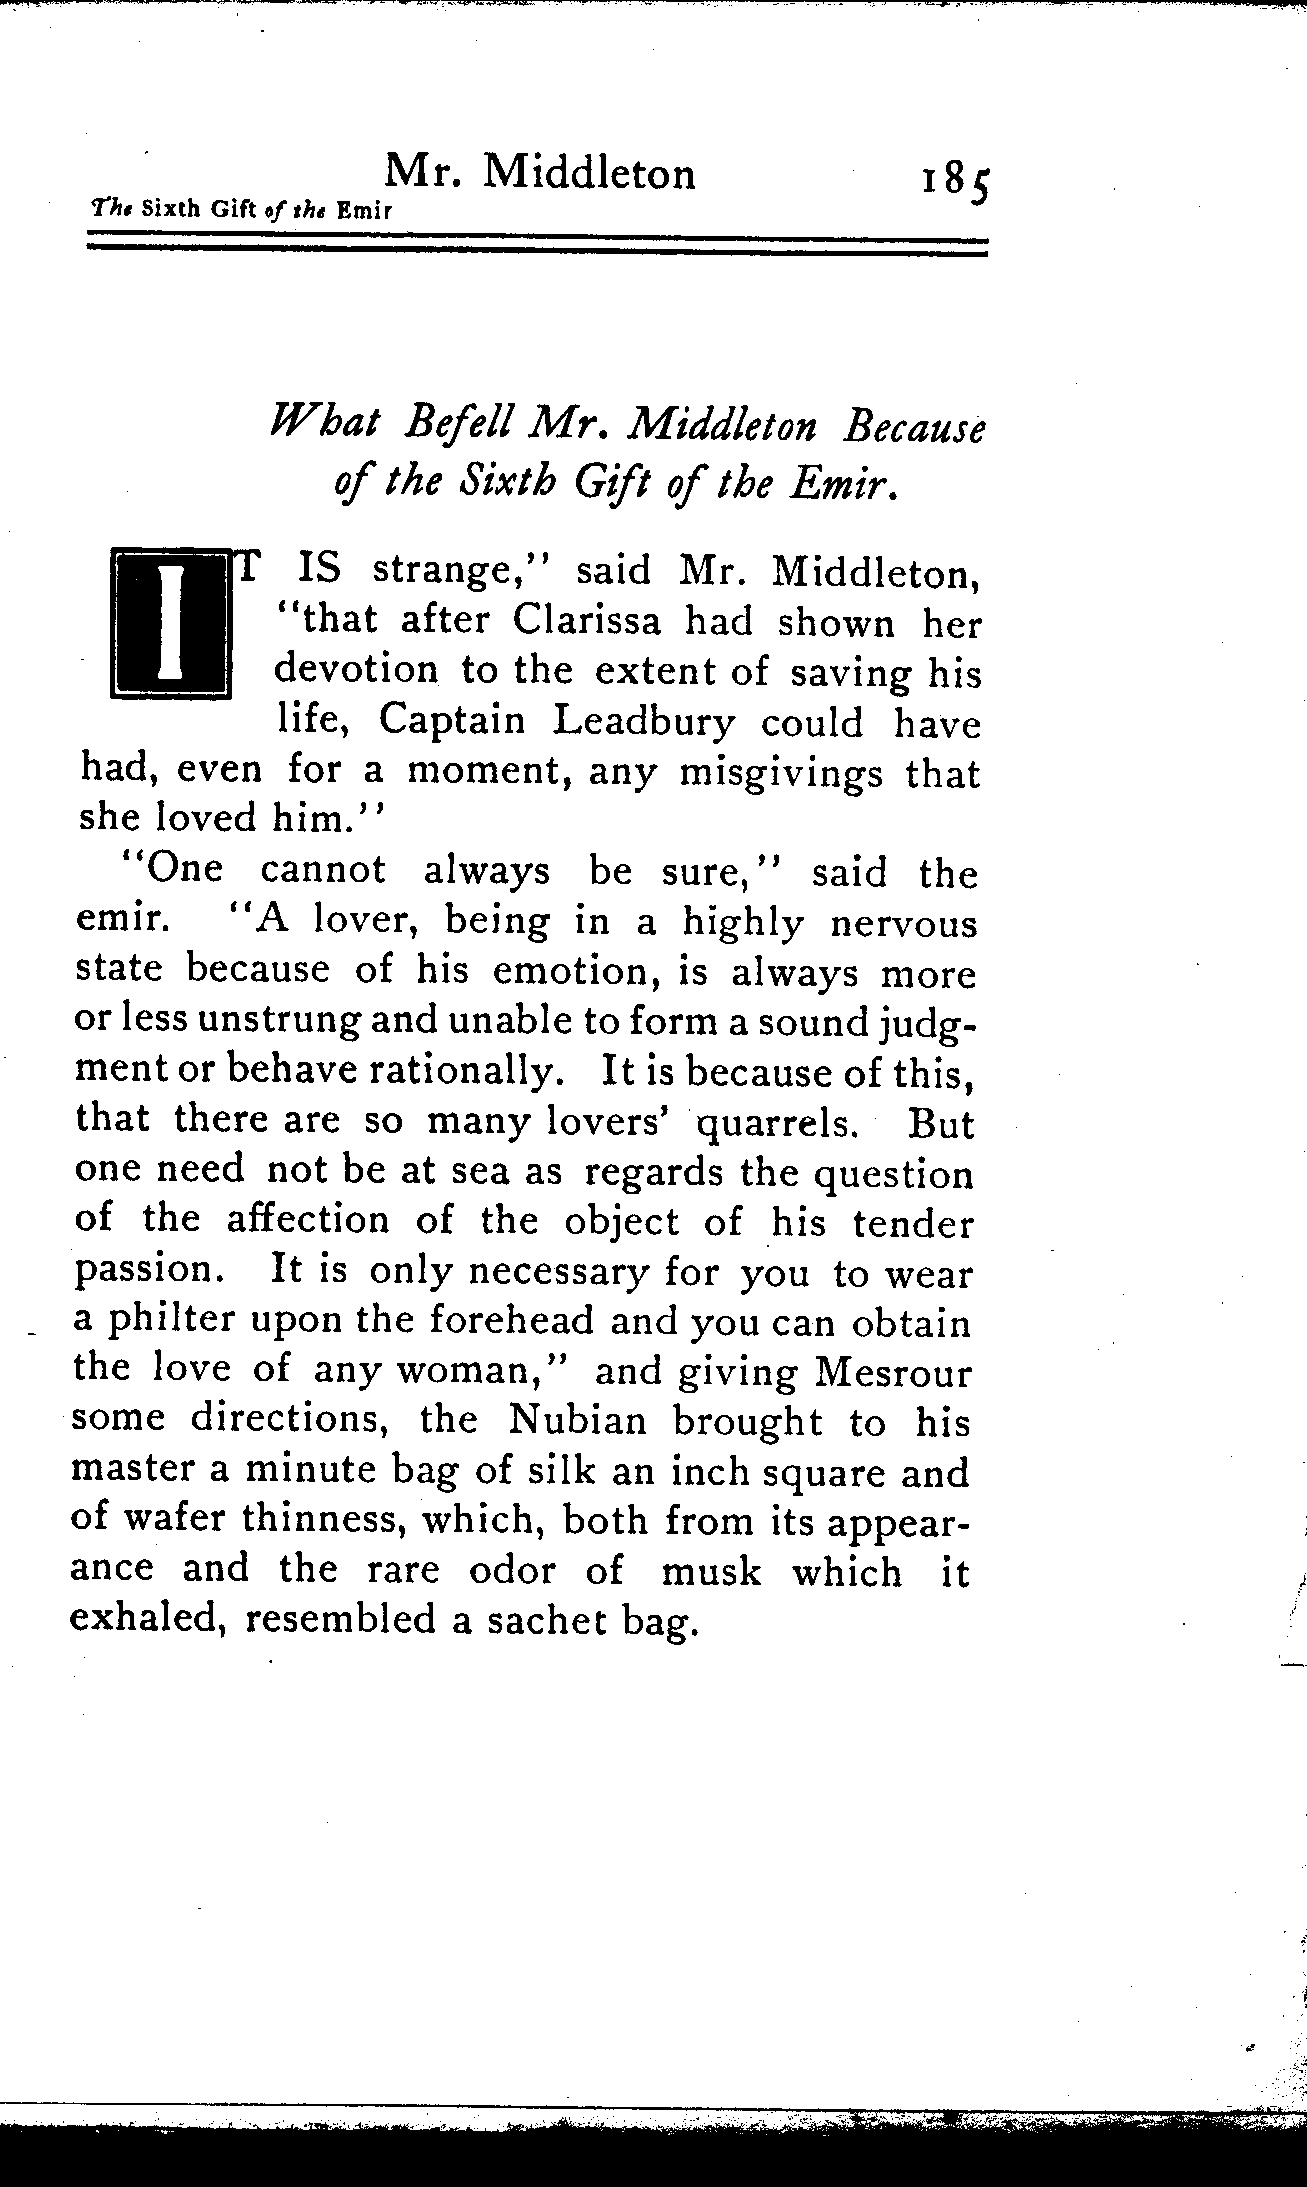 Mr. Middleton 185
The Sixth Gift of the Emir
What Befell Mr. Middleton Because
of the Sixth Gift of the Emir.
IT IS strange,'' said Mr. Middleton,
“that after Clarissa had shown her
devotion to the extent of saving his
life, Captain Leadbury could have
had, even for a moment, any misgivings that
she loved him.''
“One cannot always be sure,'' said the
emir. “A lover, being in a highly nervous
state because of his emotion, is always more
or less unstrung and unable to form a sound judg-
ment or behave rationally. It is because of this,
that there are so many lovers' quarrels. But
one need not be at sea as regards the question
of the affection of the object of his tender
passion. It is only necessary for you to wear
a philter upon the forehead and you can obtain
the love of any woman,'' and giving Mesrour
some directions, the Nubian brought to his
master a minute bag of silk an inch square and
of wafer thinness, which, both from its appear-
ance and the rare odor of musk which it
exhaled, resembled a sachet bag.